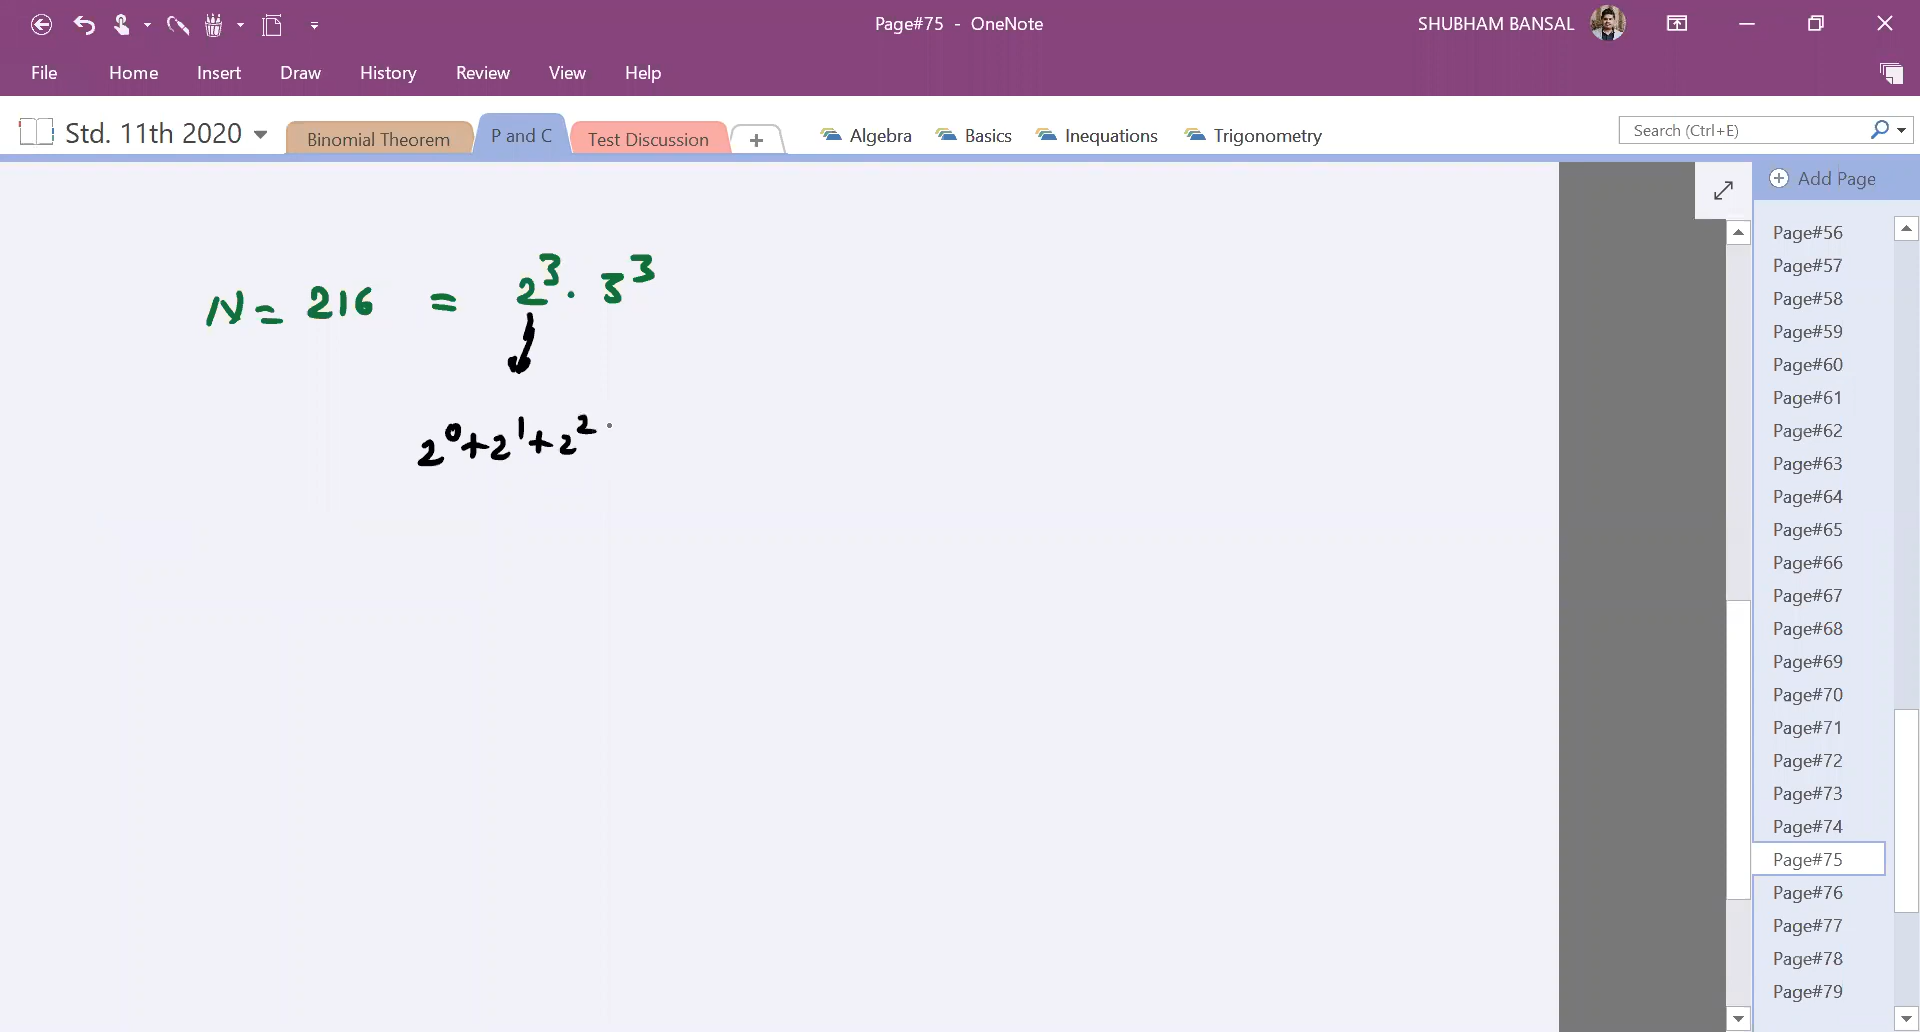 Page#75 - OneNote
SHUBHAM BANSAL
File Home Insert Draw History Review View Help
Std. 11th 2020
Binomial Theorem P and C Test Discussion + Algebra Basics Inequations Trigonometry
Search (Ctrl+E)
Add Page
N = 216 = 2³ · 3³
2⁰+2¹+2²
Page#56
Page#57
Page#58
Page#59
Page#60
Page#61
Page#62
Page#63
Page#64
Page#65
Page#66
Page#67
Page#68
Page#69
Page#70
Page#71
Page#72
Page#73
Page#74
Page#75
Page#76
Page#77
Page#78
Page#79